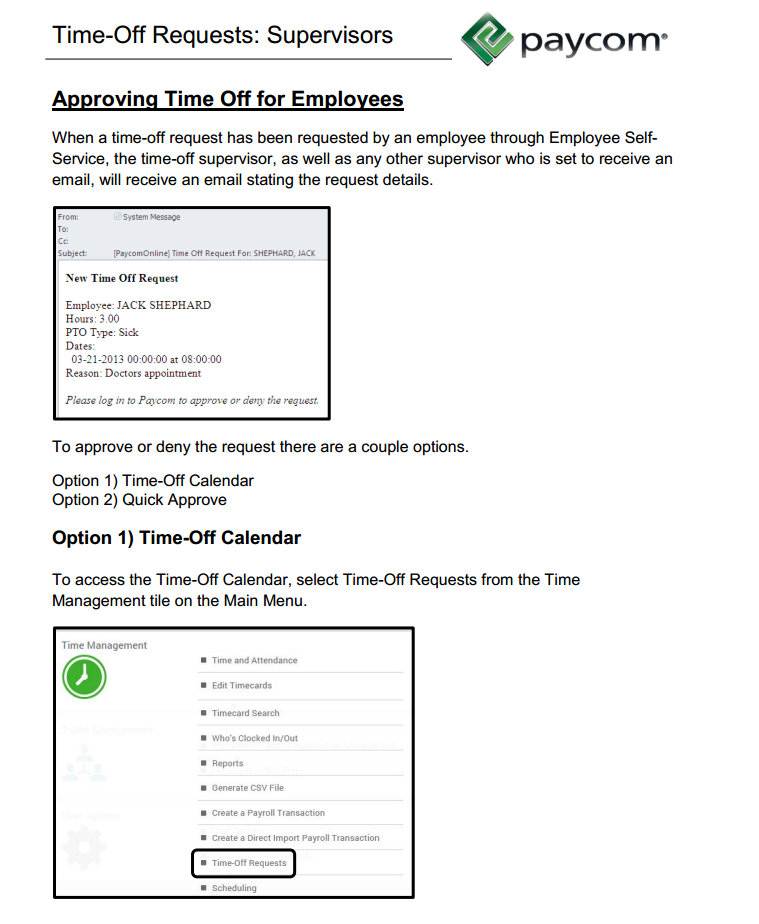 Time-Off Requests: Supervisors
paycom
Approving Time Off for Employees
When a time-off request has been requested by an employee through Employee Self-
Service, the time-off supervisor, as well as any other supervisor who is set to receive an
email, will receive an email stating the request details.
From: System Message
To:
Cc:
Subject: [PaycomOnline] Time Off Request For: SHEPHARD, JACK
New Time Off Request
Employee: JACK SHEPHARD
Hours: 3.00
PTO Type: Sick
Dates:
03-21-2013 00:00:00 at 08:00:00
Reason: Doctors appointment
Please log in to Paycom to approve or deny the request.
To approve or deny the request there are a couple options.
Option 1) Time-Off Calendar
Option 2) Quick Approve
Option 1) Time-Off Calendar
To access the Time-Off Calendar, select Time-Off Requests from the Time
Management tile on the Main Menu.
Time Management
Time and Attendance
Edit Timecards
Timecard Search
Who's Clocked In/Out
Reports
Generate CSV File
Create a Payroll Transaction
Create a Direct Import Payroll Transaction
Time-Off Requests
Scheduling